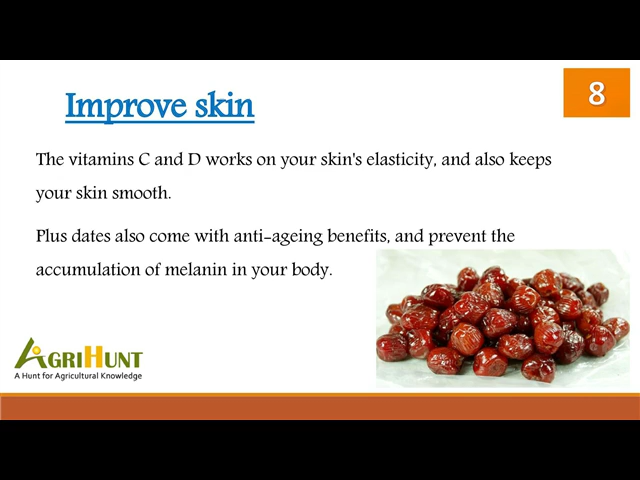 Improve skin
8
The vitamins C and D works on your skin's elasticity, and also keeps
your skin smooth.
Plus dates also come with anti-ageing benefits, and prevent the
accumulation of melanin in your body.
AGRIHUNT
A Hunt for Agricultural Knowledge